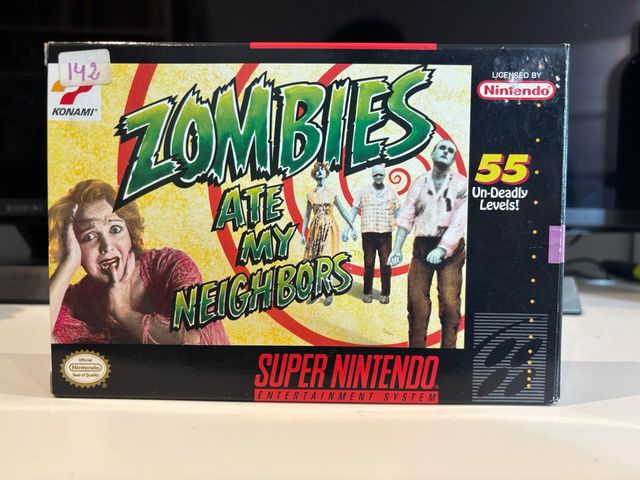 142
KONAMI
LICENSED BY
Nintendo
ZOMBIES
ATE
MY
NEIGHBORS
55
Un-Deadly
Levels!
Official
Nintendo
Seal of Quality
SUPER NINTENDO
ENTERTAINMENT SYSTEM